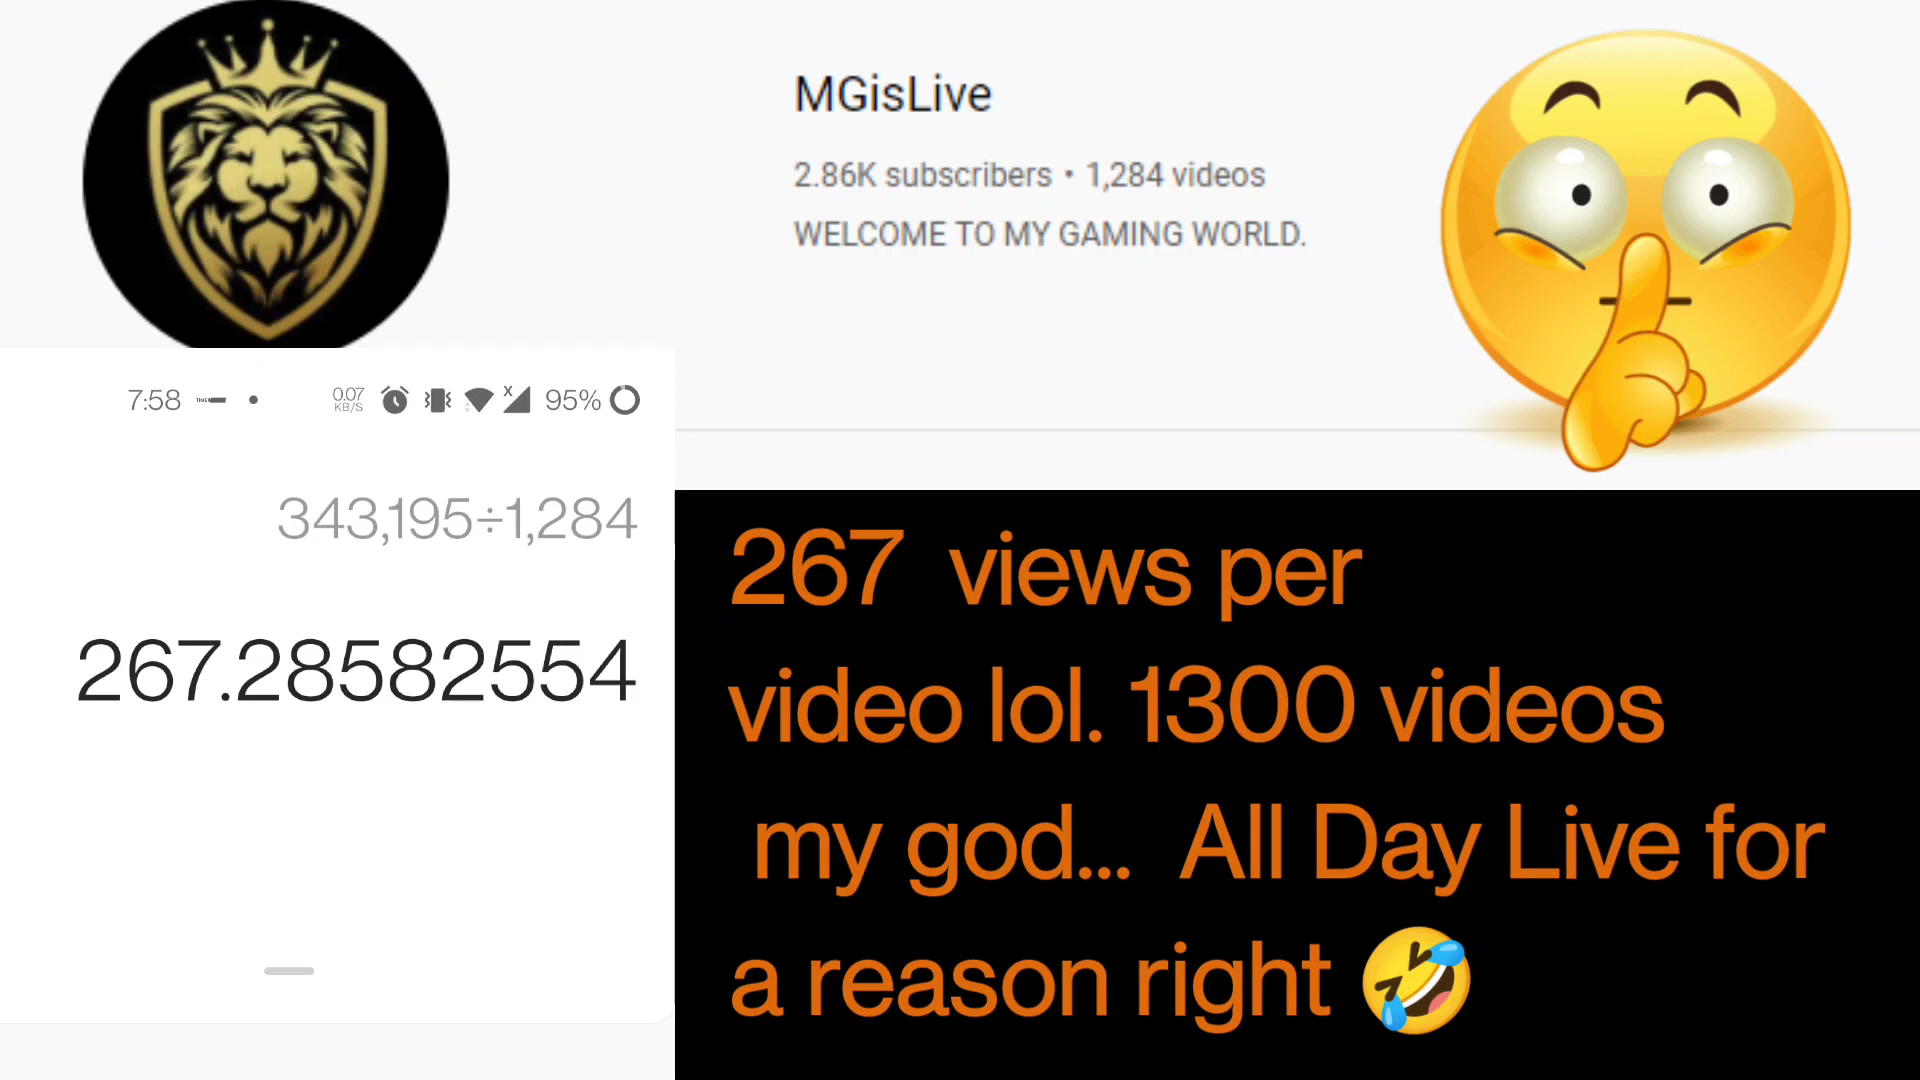 MGisLive
2.86K subscribers • 1,284 videos
WELCOME TO MY GAMING WORLD.
7:58
0.07
KB/S
X
95%
343,195÷1,284
267.28582554
267 views per
video lol. 1300 videos
my god... All Day Live for
a reason right 🤣